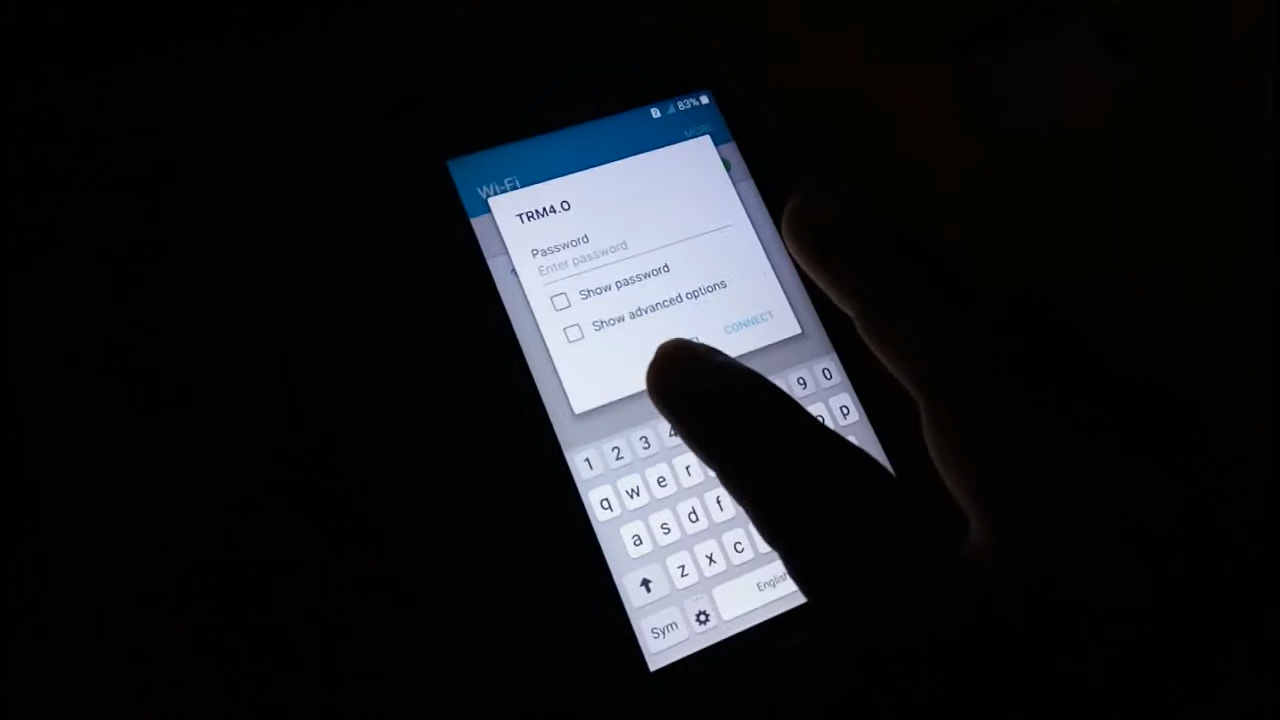 83%
MORE
Wi-Fi
TRM4.0
Password
Enter password
Show password
Show advanced options
CONNECT
1 2 3 4 9 0
q w e r o p
a s d f
z x c
English
Sym